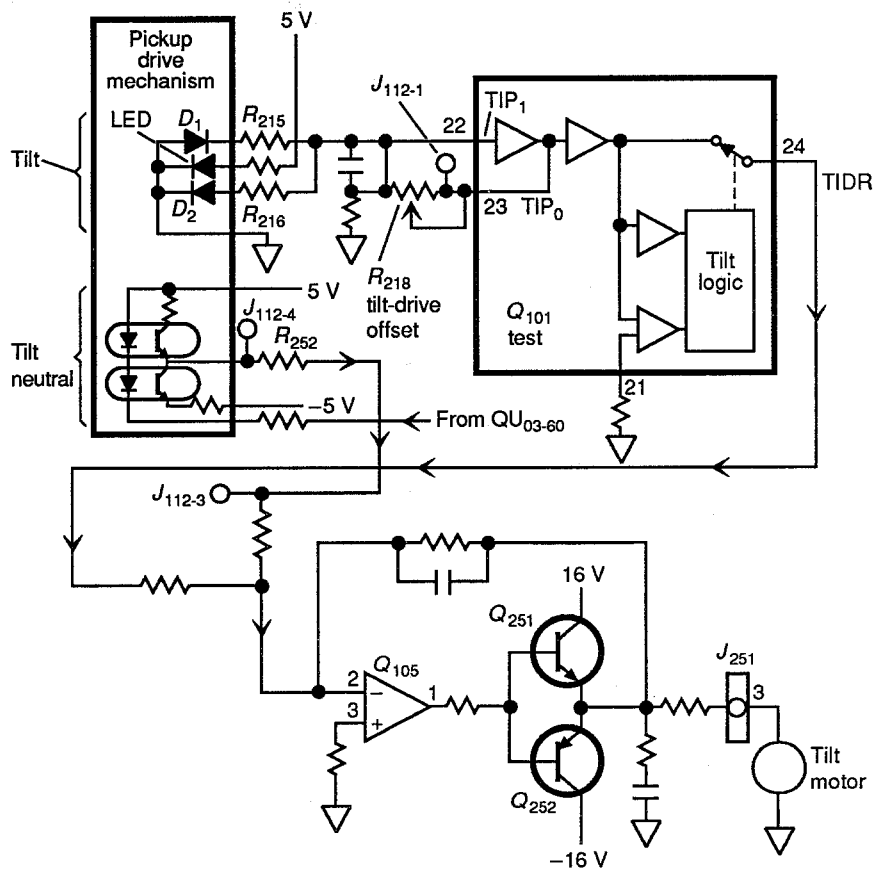 5 V
Pickup
drive
mechanism
J112-1
LED
D1
R215
22
TIP1
24
Tilt
TIDR
D2
R216
23
TIP0
R218
tilt-drive
offset
Tilt
logic
Q101
test
5 V
J112-4
R252
Tilt
neutral
21
−5 V
From QU03-60
J112-3
16 V
Q251
Q105
2
−
1
3
+
J251
3
Tilt
motor
Q252
−16 V